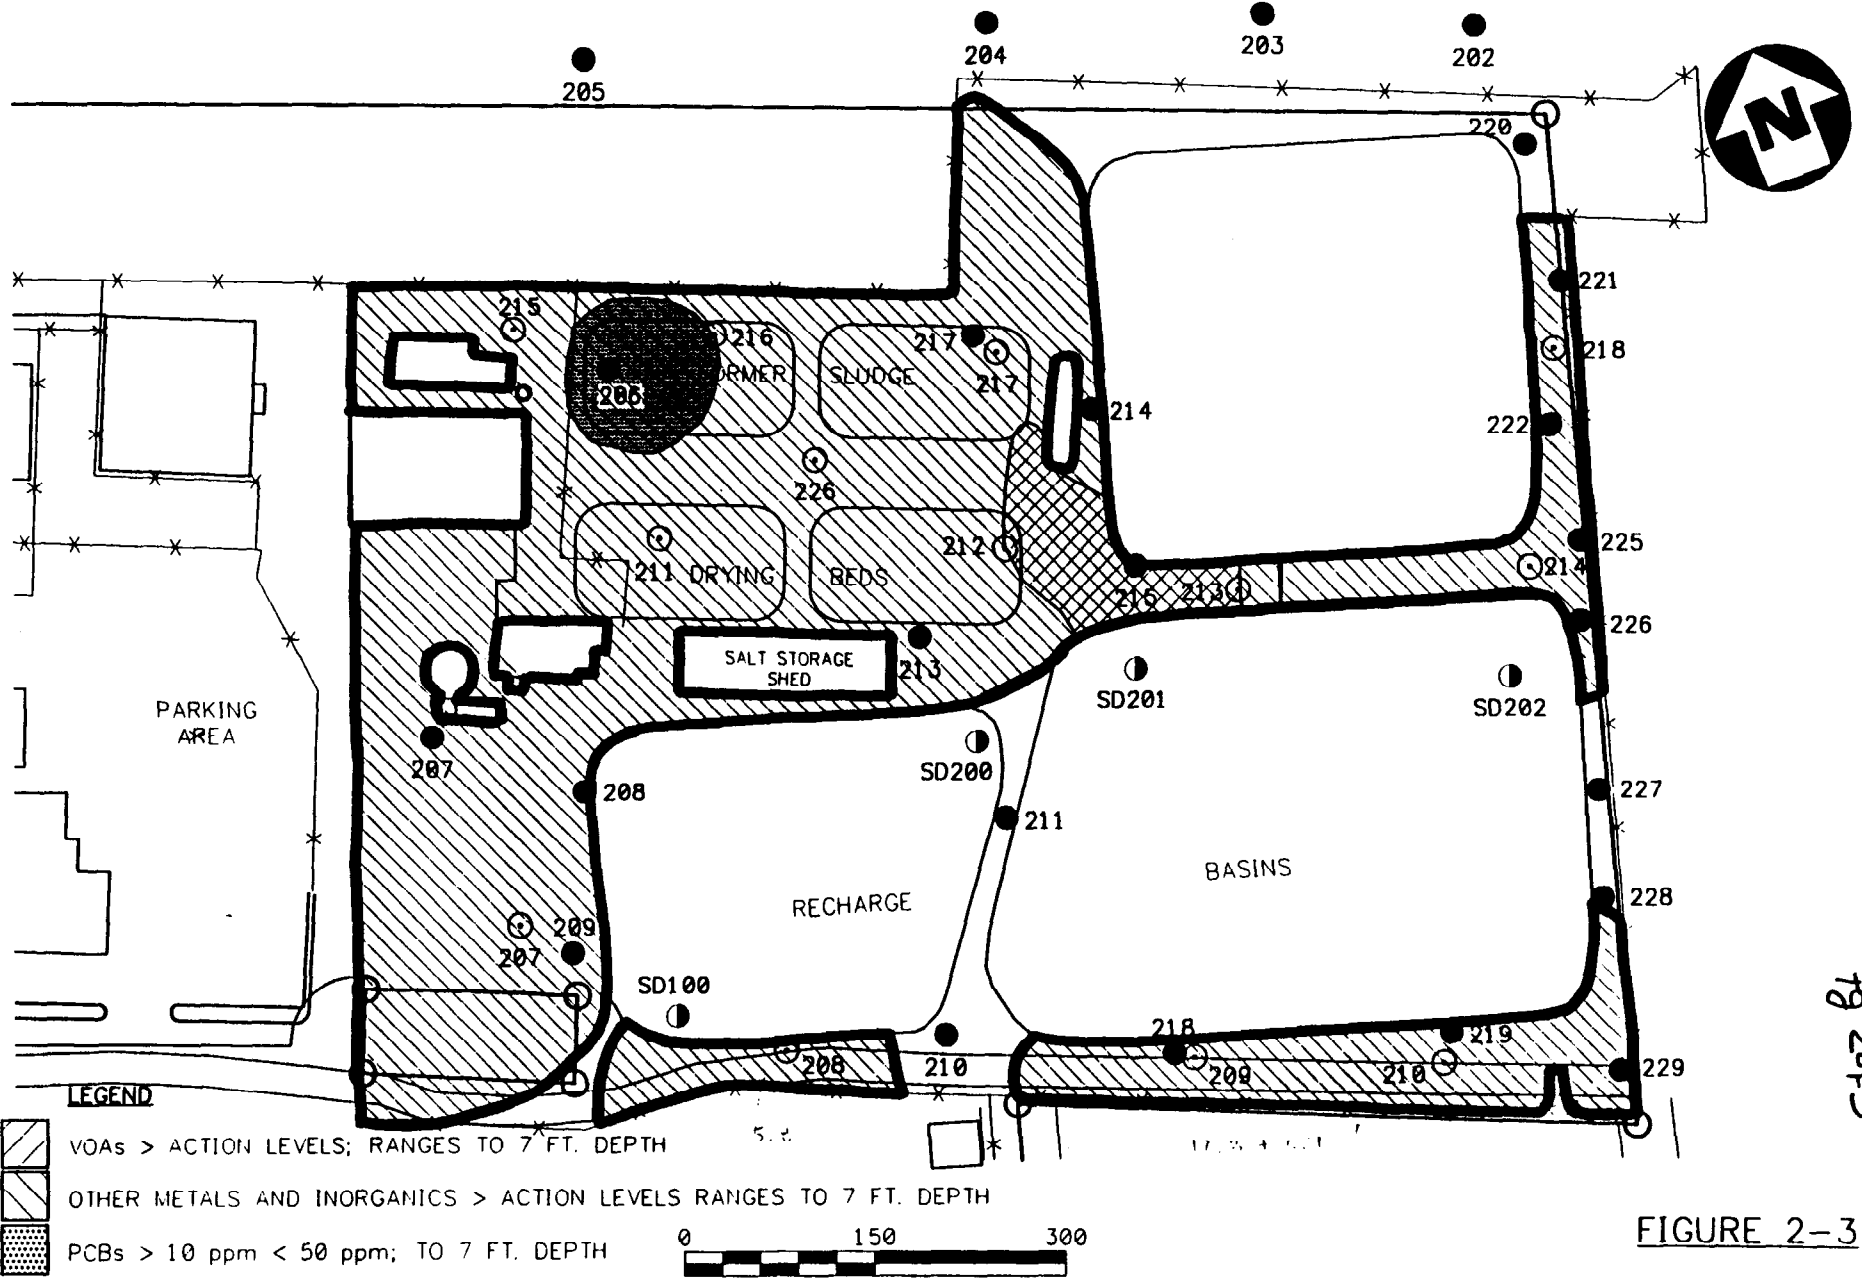 204
203
202
205
N
220
221
215
216
217
218
206
ORMER
SLUDGE
217
214
222
226
212
225
214
211 DRYING
BEDS
215
213
226
SALT STORAGE
SHED
213
SD201
SD202
PARKING
AREA
207
SD200
208
227
211
BASINS
RECHARGE
228
209
207
SD100
218
219
208
210
209
210
229
LEGEND
VOAs > ACTION LEVELS; RANGES TO 7 FT. DEPTH
OTHER METALS AND INORGANICS > ACTION LEVELS RANGES TO 7 FT. DEPTH
PCBs > 10 ppm < 50 ppm; TO 7 FT. DEPTH
0 150 300
FIGURE 2-3